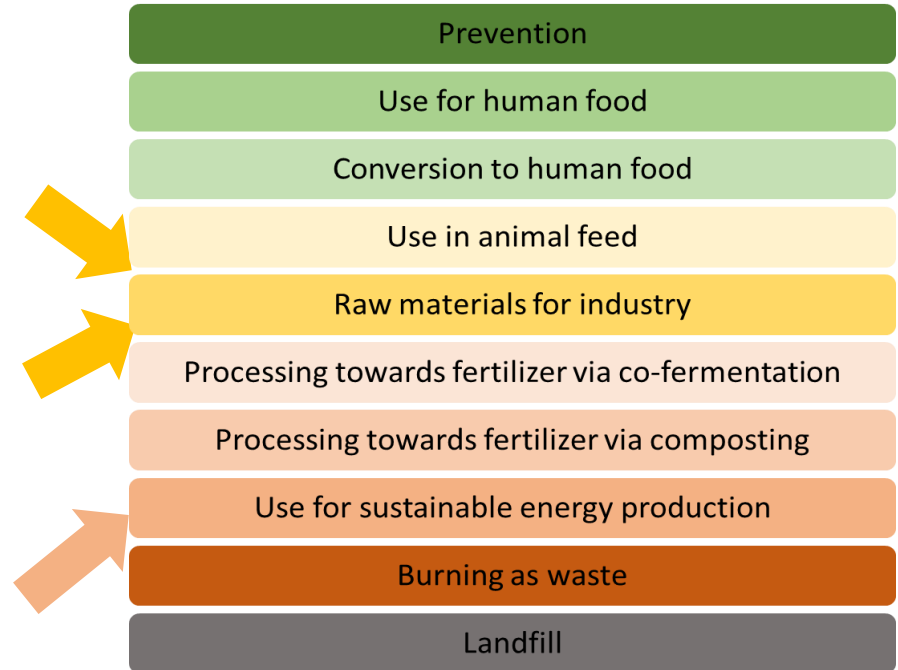 Prevention
Use for human food
Conversion to human food
Use in animal feed
Raw materials for industry
Processing towards fertilizer via co-fermentation
Processing towards fertilizer via composting
Use for sustainable energy production
Burning as waste
Landfill